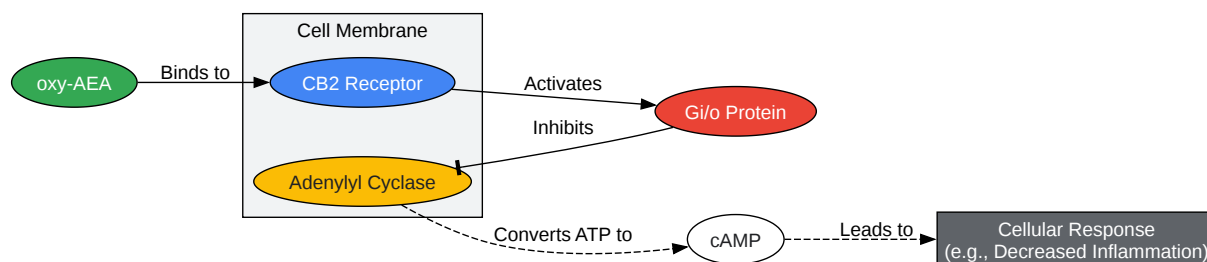 Cell Membrane
oxy-AEA
Binds to
CB2 Receptor
Activates
Gi/o Protein
Inhibits
Adenylyl Cyclase
Converts ATP to
cAMP
Leads to
Cellular Response
(e.g., Decreased Inflammation)